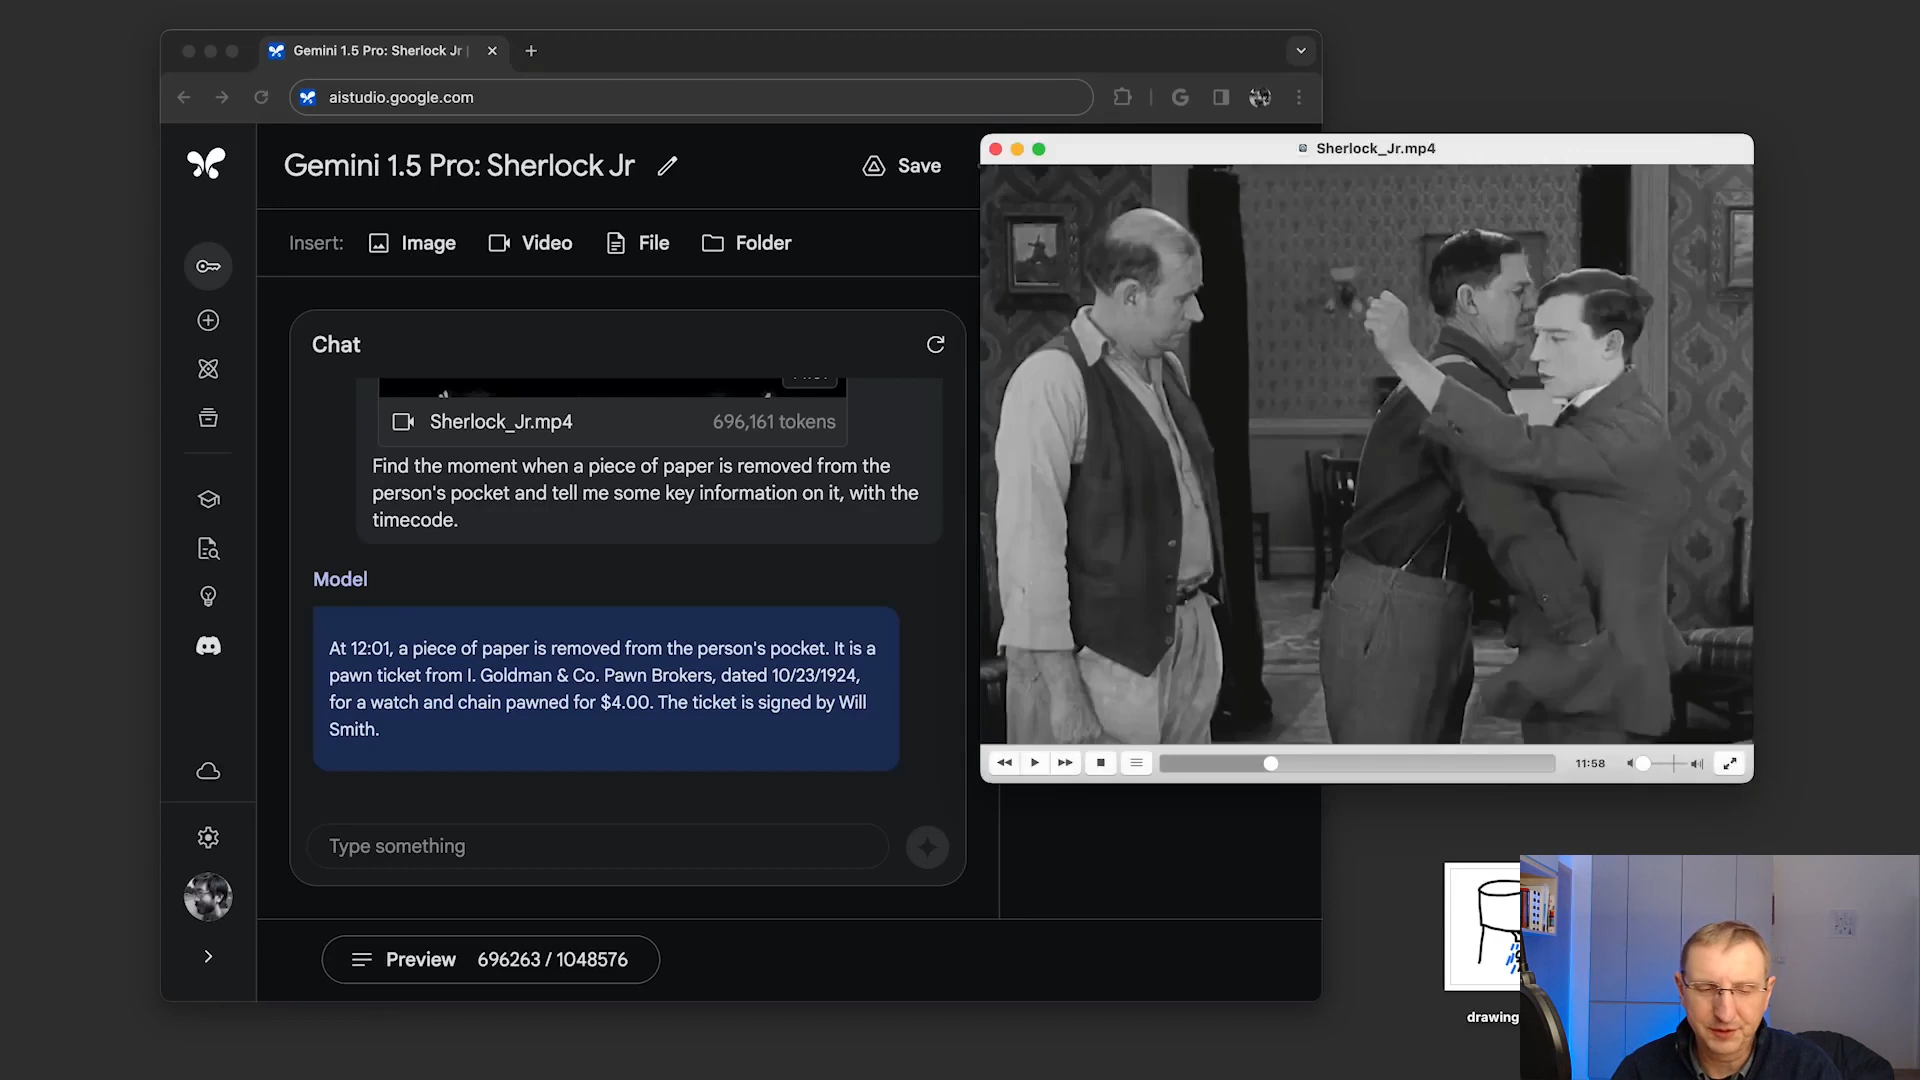 Gemini 1.5 Pro: Sherlock Jr
aistudio.google.com
Gemini 1.5 Pro: Sherlock Jr
Save
Sherlock_Jr.mp4
Insert:
Image
Video
File
Folder
Chat
Sherlock_Jr.mp4
696,161 tokens
Find the moment when a piece of paper is removed from the
person's pocket and tell me some key information on it, with the
timecode.
Model
At 12:01, a piece of paper is removed from the person's pocket. It is a
pawn ticket from I. Goldman & Co. Pawn Brokers, dated 10/23/1924,
for a watch and chain pawned for $4.00. The ticket is signed by Will
Smith.
11:58
Type something
Preview 696263 / 1048576
drawing